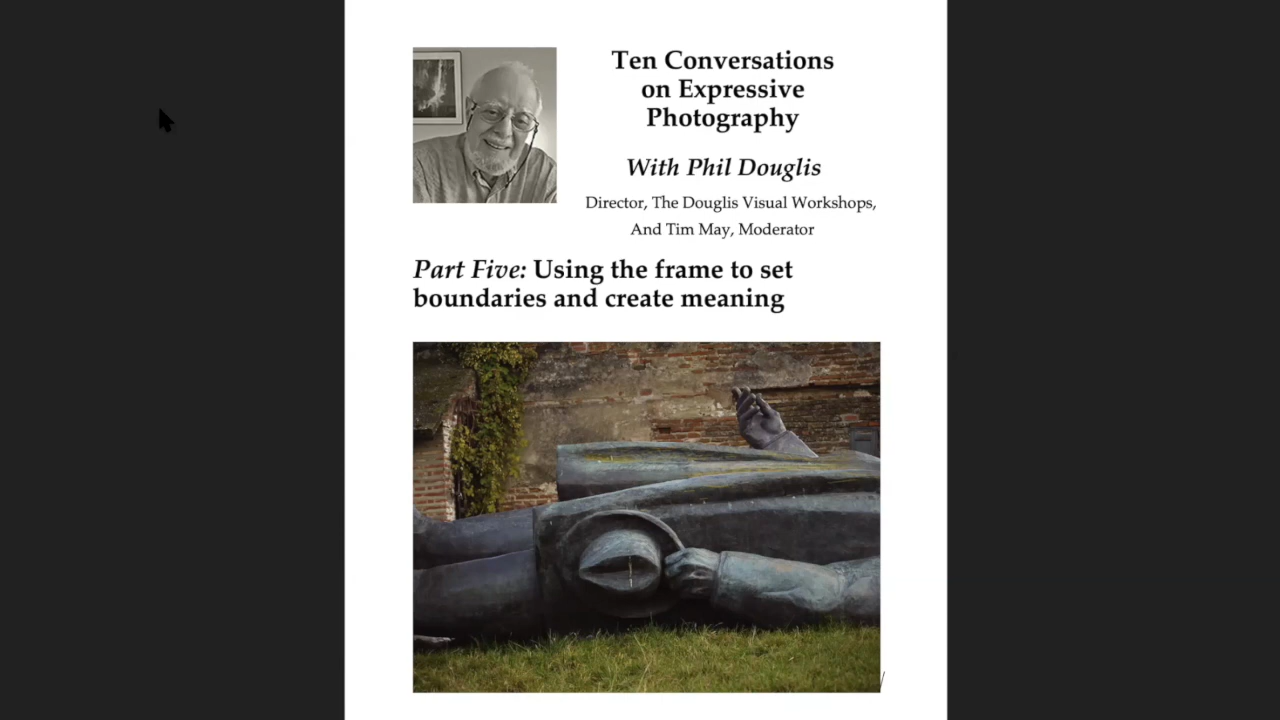 Ten Conversations
on Expressive
Photography
With Phil Douglis
Director, The Douglis Visual Workshops,
And Tim May, Moderator
Part Five: Using the frame to set
boundaries and create meaning